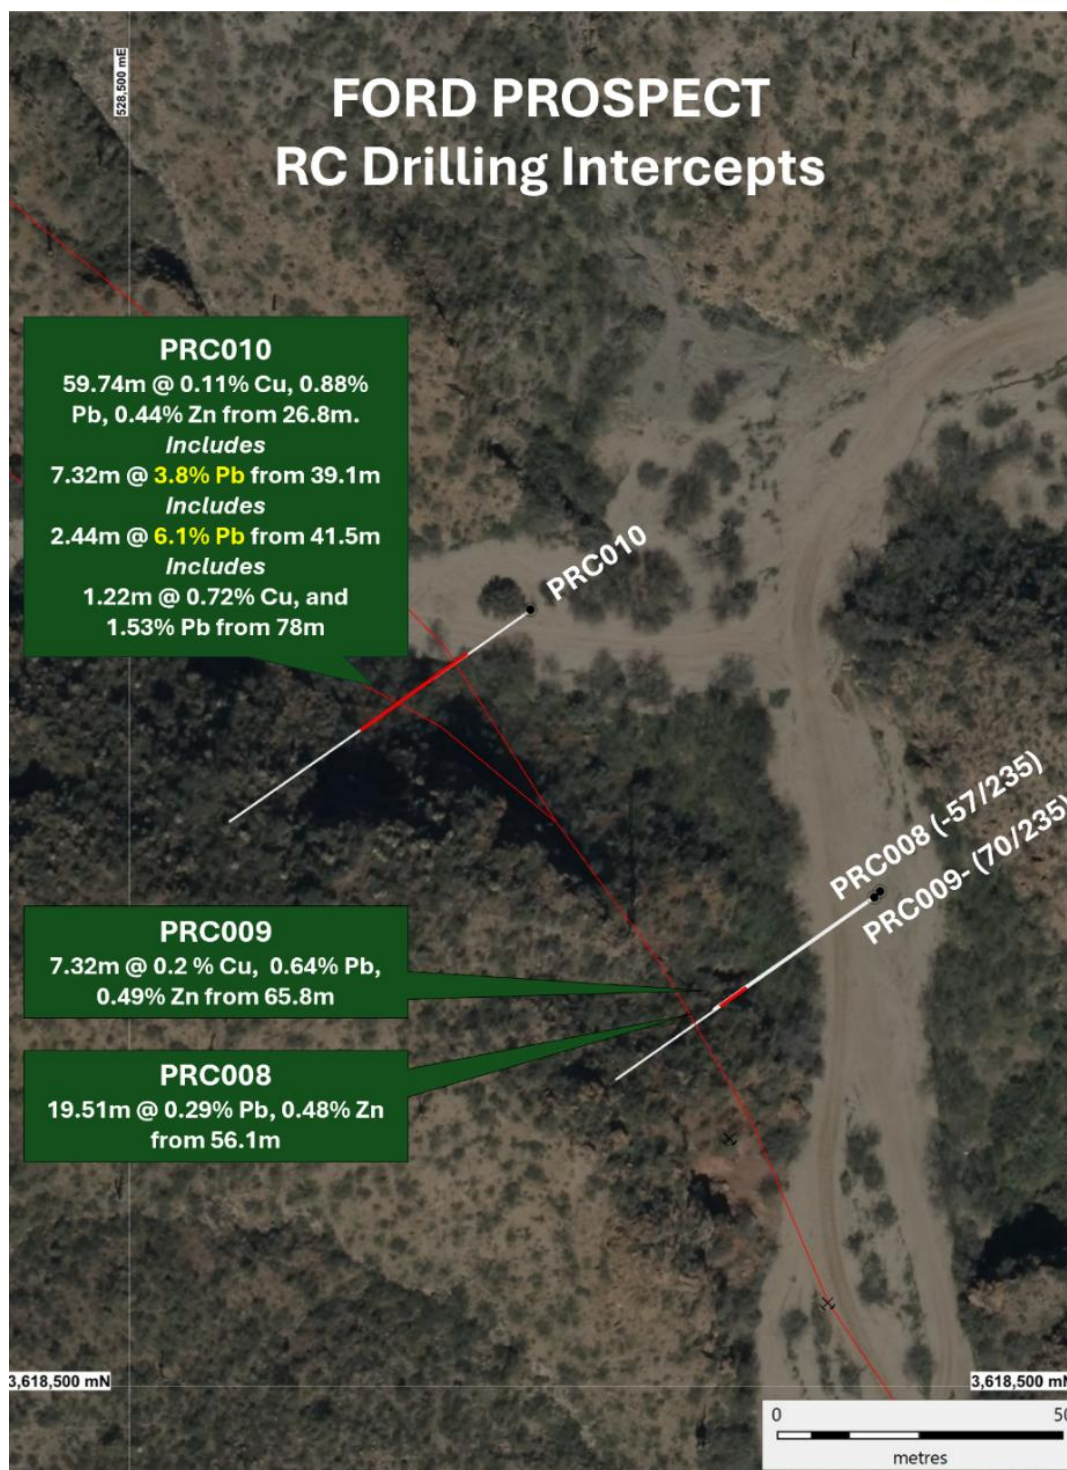 528,500 mE
FORD PROSPECT
RC Drilling Intercepts
PRC010
59.74m @ 0.11% Cu, 0.88%
Pb, 0.44% Zn from 26.8m.
Includes
7.32m @ 3.8% Pb from 39.1m
Includes
2.44m @ 6.1% Pb from 41.5m
Includes
1.22m @ 0.72% Cu, and
1.53% Pb from 78m
PRC010
PRC008 (-57/235)
PRC009- (70/235)
PRC009
7.32m @ 0.2 % Cu, 0.64% Pb,
0.49% Zn from 65.8m
PRC008
19.51m @ 0.29% Pb, 0.48% Zn
from 56.1m
3,618,500 mN
3,618,500 mN
0 50
metres